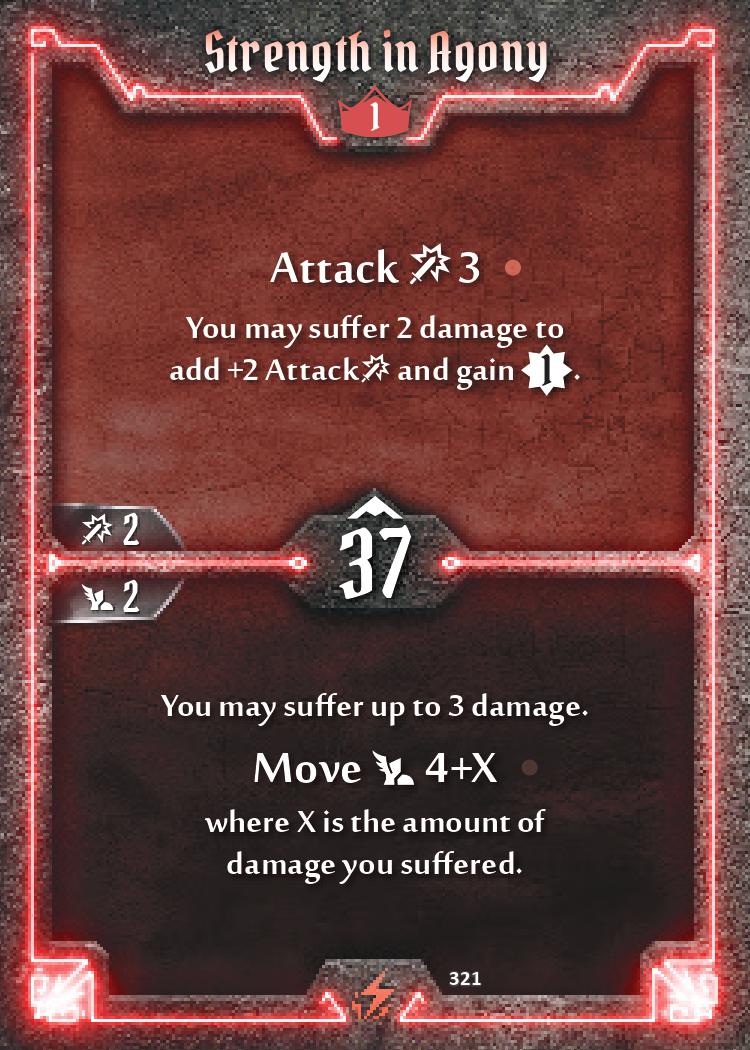 Strength in Agony
1
Attack 3
You may suffer 2 damage to
add +2 Attack and gain 1.
2
37
2
You may suffer up to 3 damage.
Move 4+X
where X is the amount of
damage you suffered.
321